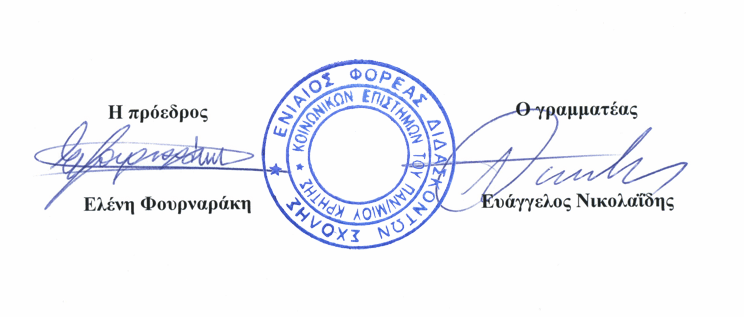 Η πρόεδρος
Ο γραμματέας
★ ΕΝΙΑΙΟΣ ΦΟΡΕΑΣ ΔΙΔΑΣΚΟΝΤΩΝ ΣΧΟΛΗΣ
★ ΚΟΙΝΩΝΙΚΩΝ ΕΠΙΣΤΗΜΩΝ ΤΟΥ ΠΑΝ/ΜΙΟΥ ΚΡΗΤΗΣ
Ελένη Φουρναράκη
Ευάγγελος Νικολαΐδης